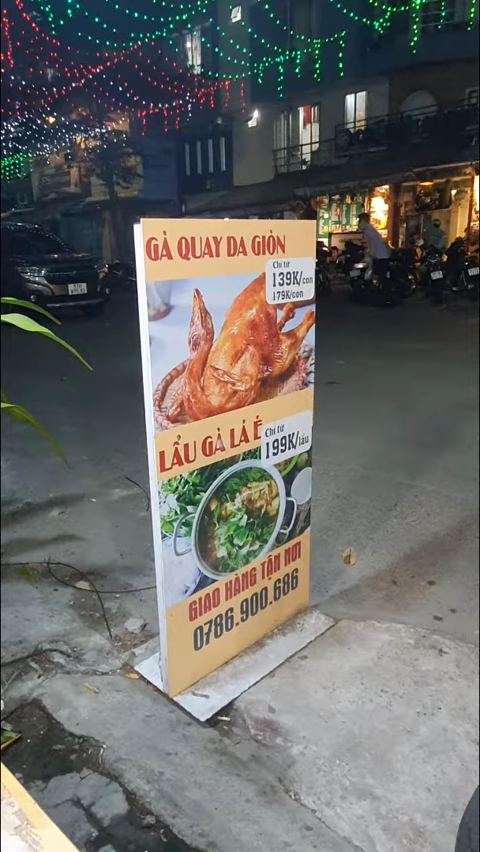 GÀ QUAY DA GIÒN
Chỉ từ
139K/con
179K/con
LẨU GÀ LÁ É
Chỉ từ
199K/lẩu
GIAO HÀNG TẬN NƠI
0786.900.686